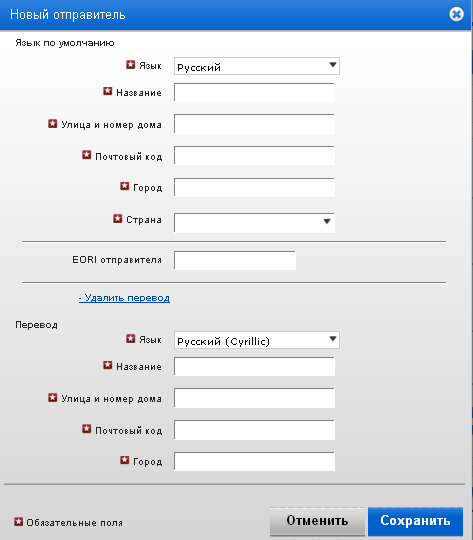 Новый отправитель
Язык по умолчанию
Язык
Русский
Название
Улица и номер дома
Почтовый код
Город
Страна
EORI отправителя
- Удалить перевод
Перевод
Язык
Русский (Cyrillic)
Название
Улица и номер дома
Почтовый код
Город
Обязательные поля
Отменить
Сохранить